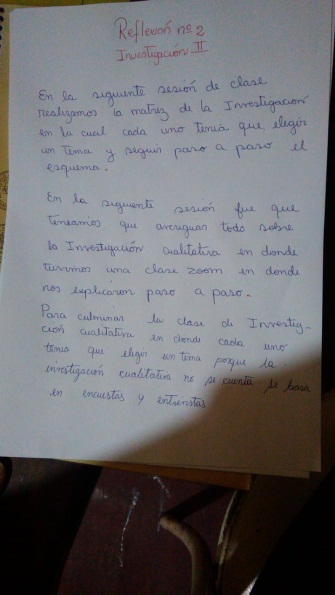 Reflexión nº 2
Investigación II
En la siguiente sesión de clase
realizamos la matriz de la Investigación
en la cual cada uno tenia que elegir
un tema y seguir paso a paso el
esquema.
En la siguiente sesión fue que
teníamos que averiguar todo sobre
la Investigación cualitativa en donde
tuvimos una clase zoom en donde
nos explicaron paso a paso.
Para culminar la clase de Investig-
ción cualitativa en donde cada uno
tenia que elegir un tema porque la
investigación cualitativa no se cuenta se basa
en encuestas y entrevistas